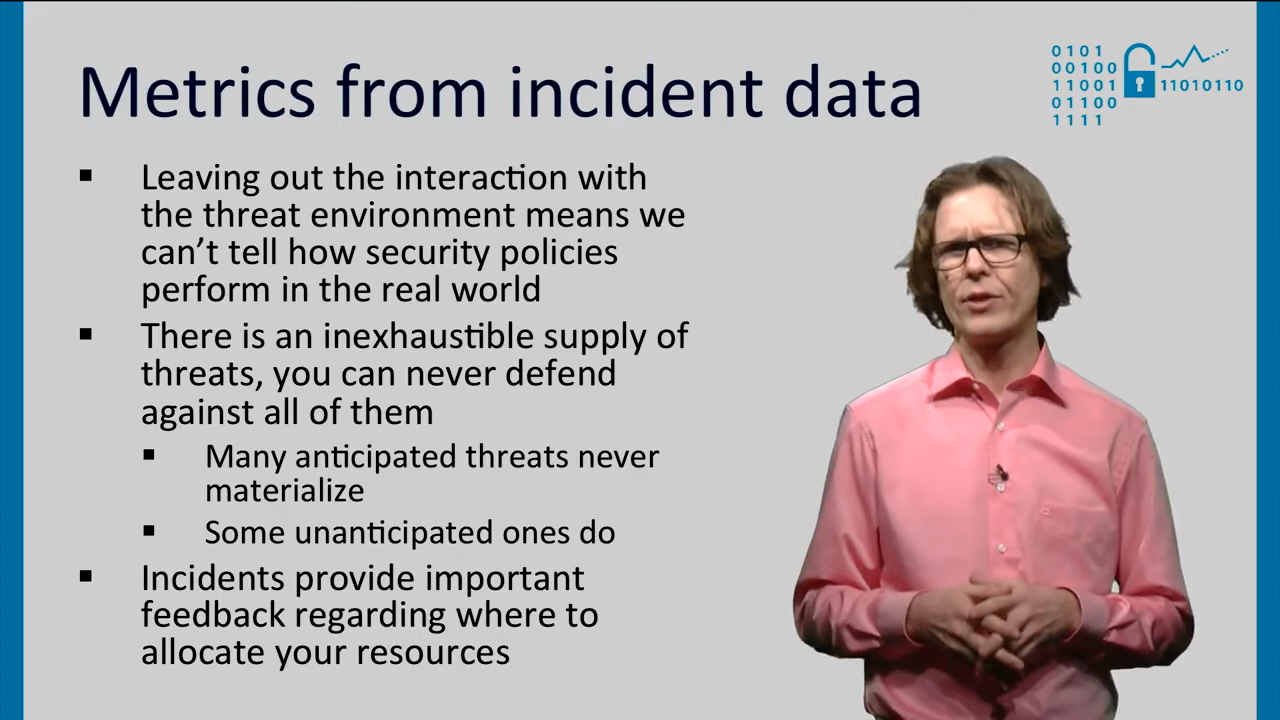 Metrics from incident data
0101
00100
11001
01100
1111
11010110
▪ Leaving out the interaction with
the threat environment means we
can’t tell how security policies
perform in the real world
▪ There is an inexhaustible supply of
threats, you can never defend
against all of them
▪ Many anticipated threats never
materialize
▪ Some unanticipated ones do
▪ Incidents provide important
feedback regarding where to
allocate your resources